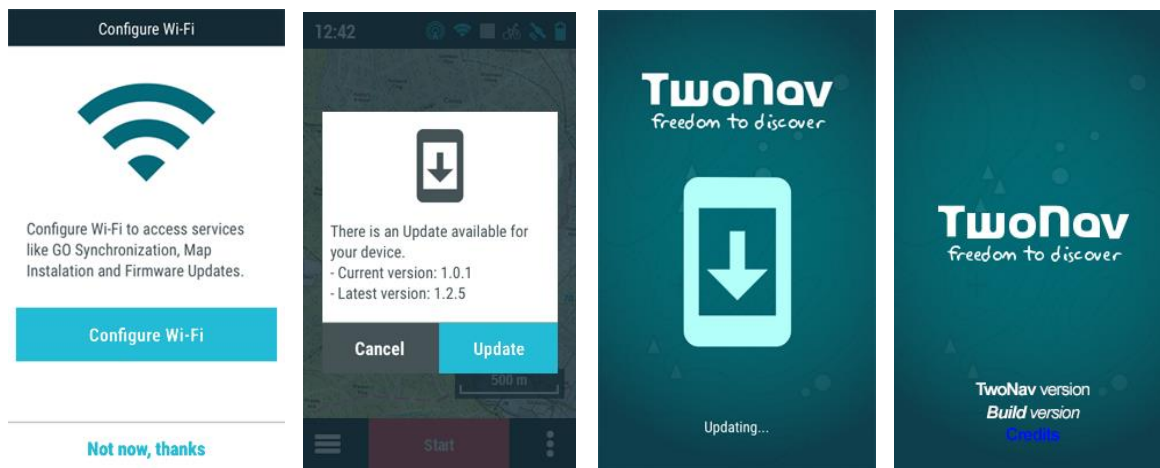 Configure Wi-Fi
Configure Wi-Fi to access services
like GO Synchronization, Map
Instalation and Firmware Updates.
Configure Wi-Fi
Not now, thanks
12:42
There is an Update available for
your device.
- Current version: 1.0.1
- Latest version: 1.2.5
Cancel
Update
500 m
Start
TwoNav
freedom to discover
Updating...
TwoNav
freedom to discover
TwoNav version
Build version
Credits